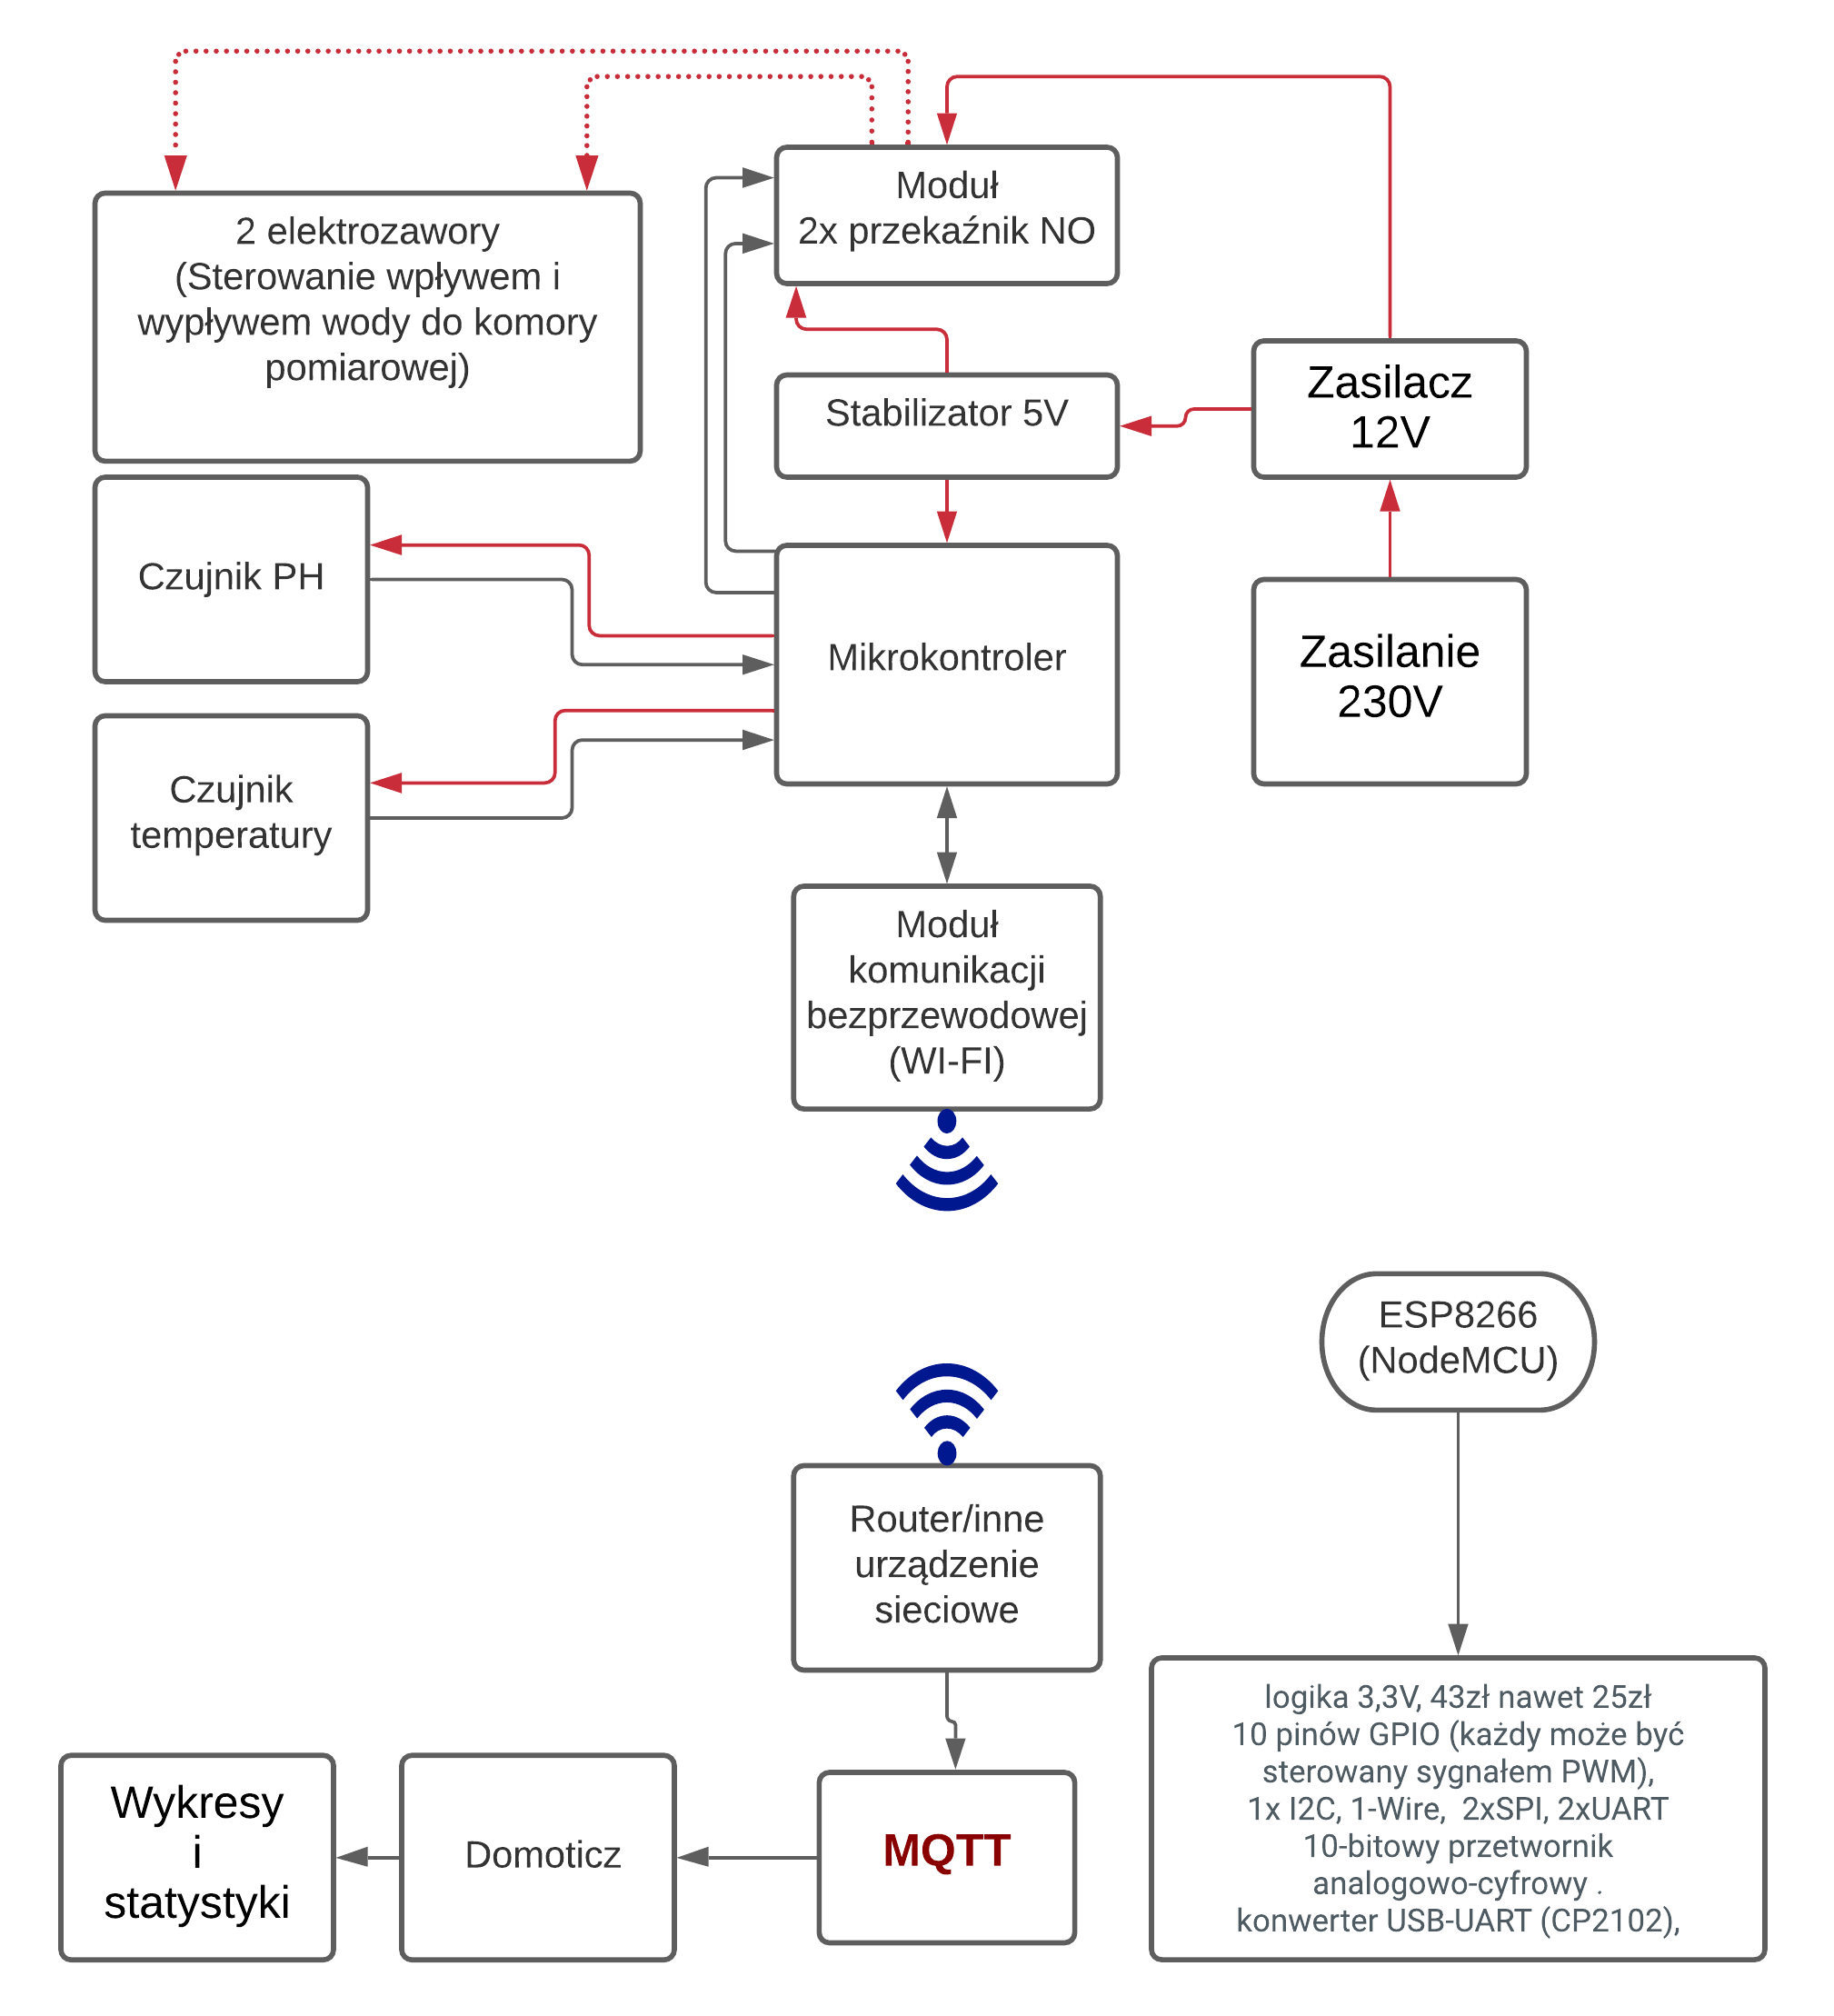 Moduł
2x przekaźnik NO
2 elektrozawory
(Sterowanie wpływem i
wypływem wody do komory
pomiarowej)
Stabilizator 5V
Zasilacz
12V
Czujnik PH
Mikrokontroler
Zasilanie
230V
Czujnik
temperatury
Moduł
komunikacji
bezprzewodowej
(WI-FI)
ESP8266
(NodeMCU)
Router/inne
urządzenie
sieciowe
logika 3,3V, 43zł nawet 25zł
10 pinów GPIO (każdy może być
sterowany sygnałem PWM),
1x I2C, 1-Wire,  2xSPI, 2xUART
10-bitowy przetwornik
analogowo-cyfrowy .
konwerter USB-UART (CP2102),
Wykresy
i
statystyki
Domoticz
MQTT